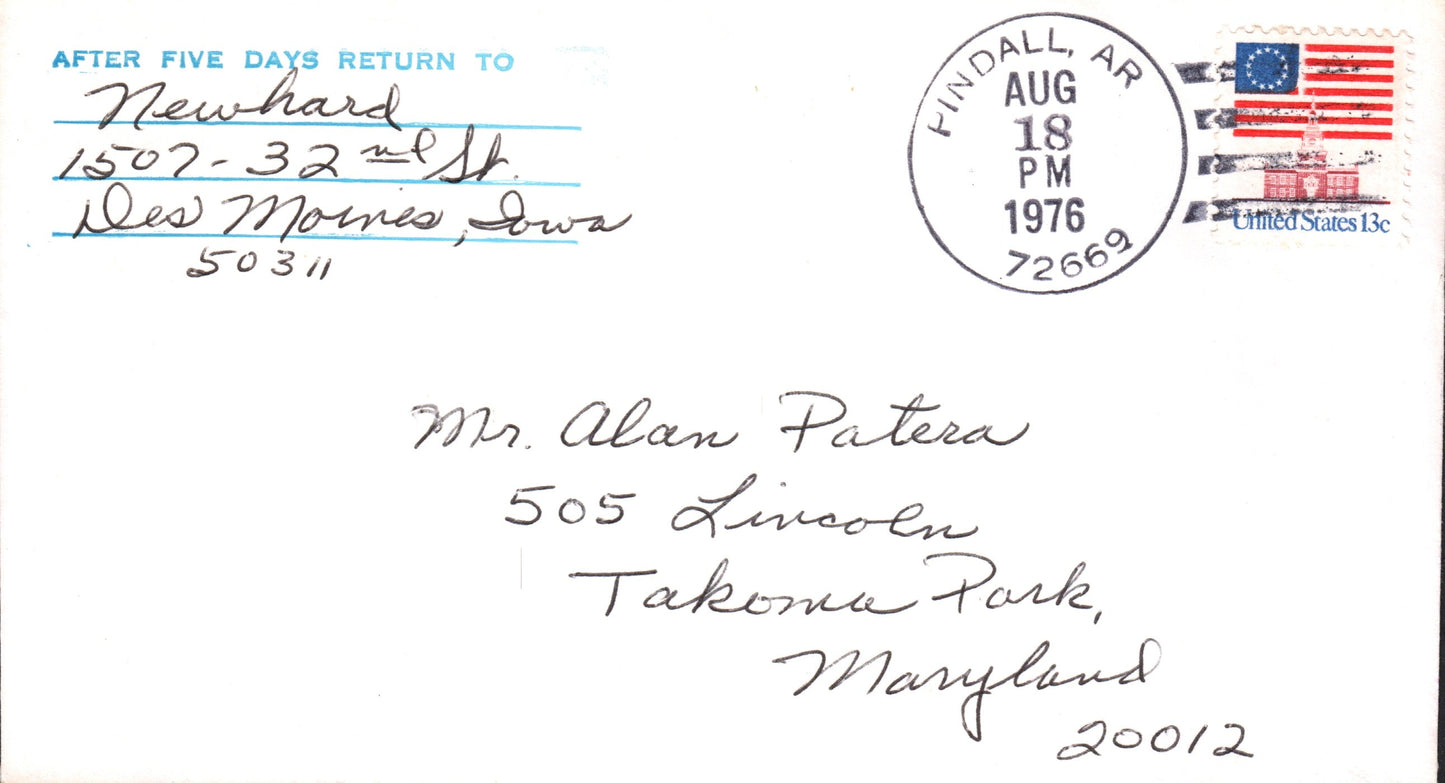 AFTER FIVE DAYS RETURN TO
Newhard
1507-32nd St.
Des Moines, Iowa
50311
PINDALL, AR
AUG
18
PM
1976
72669
United States 13c
Mr. Alan Patera
505 Lincoln
Takoma Park,
Maryland
20012